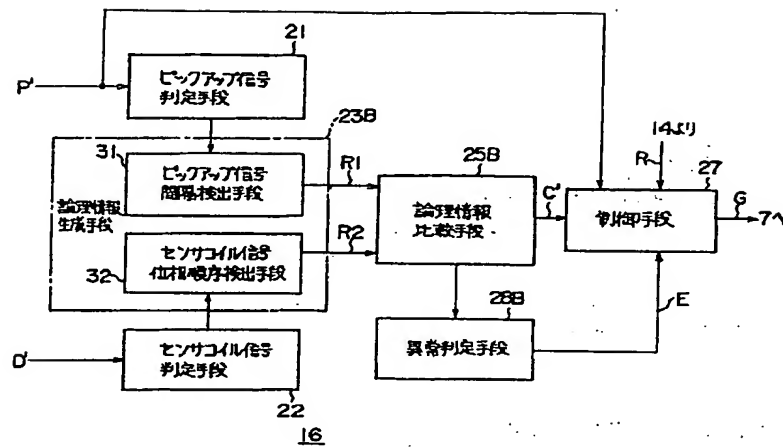 21
P'
ピックアップ信号
判定手段
23B
31
ピックアップ信号
間隔検出手段
R1
論理情報
生成手段
32
センサコイル信号
位相順序検出手段
R2
D'
センサコイル信号
判定手段
22
25B
論理情報
比較手段
C'
14より
R
27
制御手段
G
7へ
28B
異常判定手段
E
16